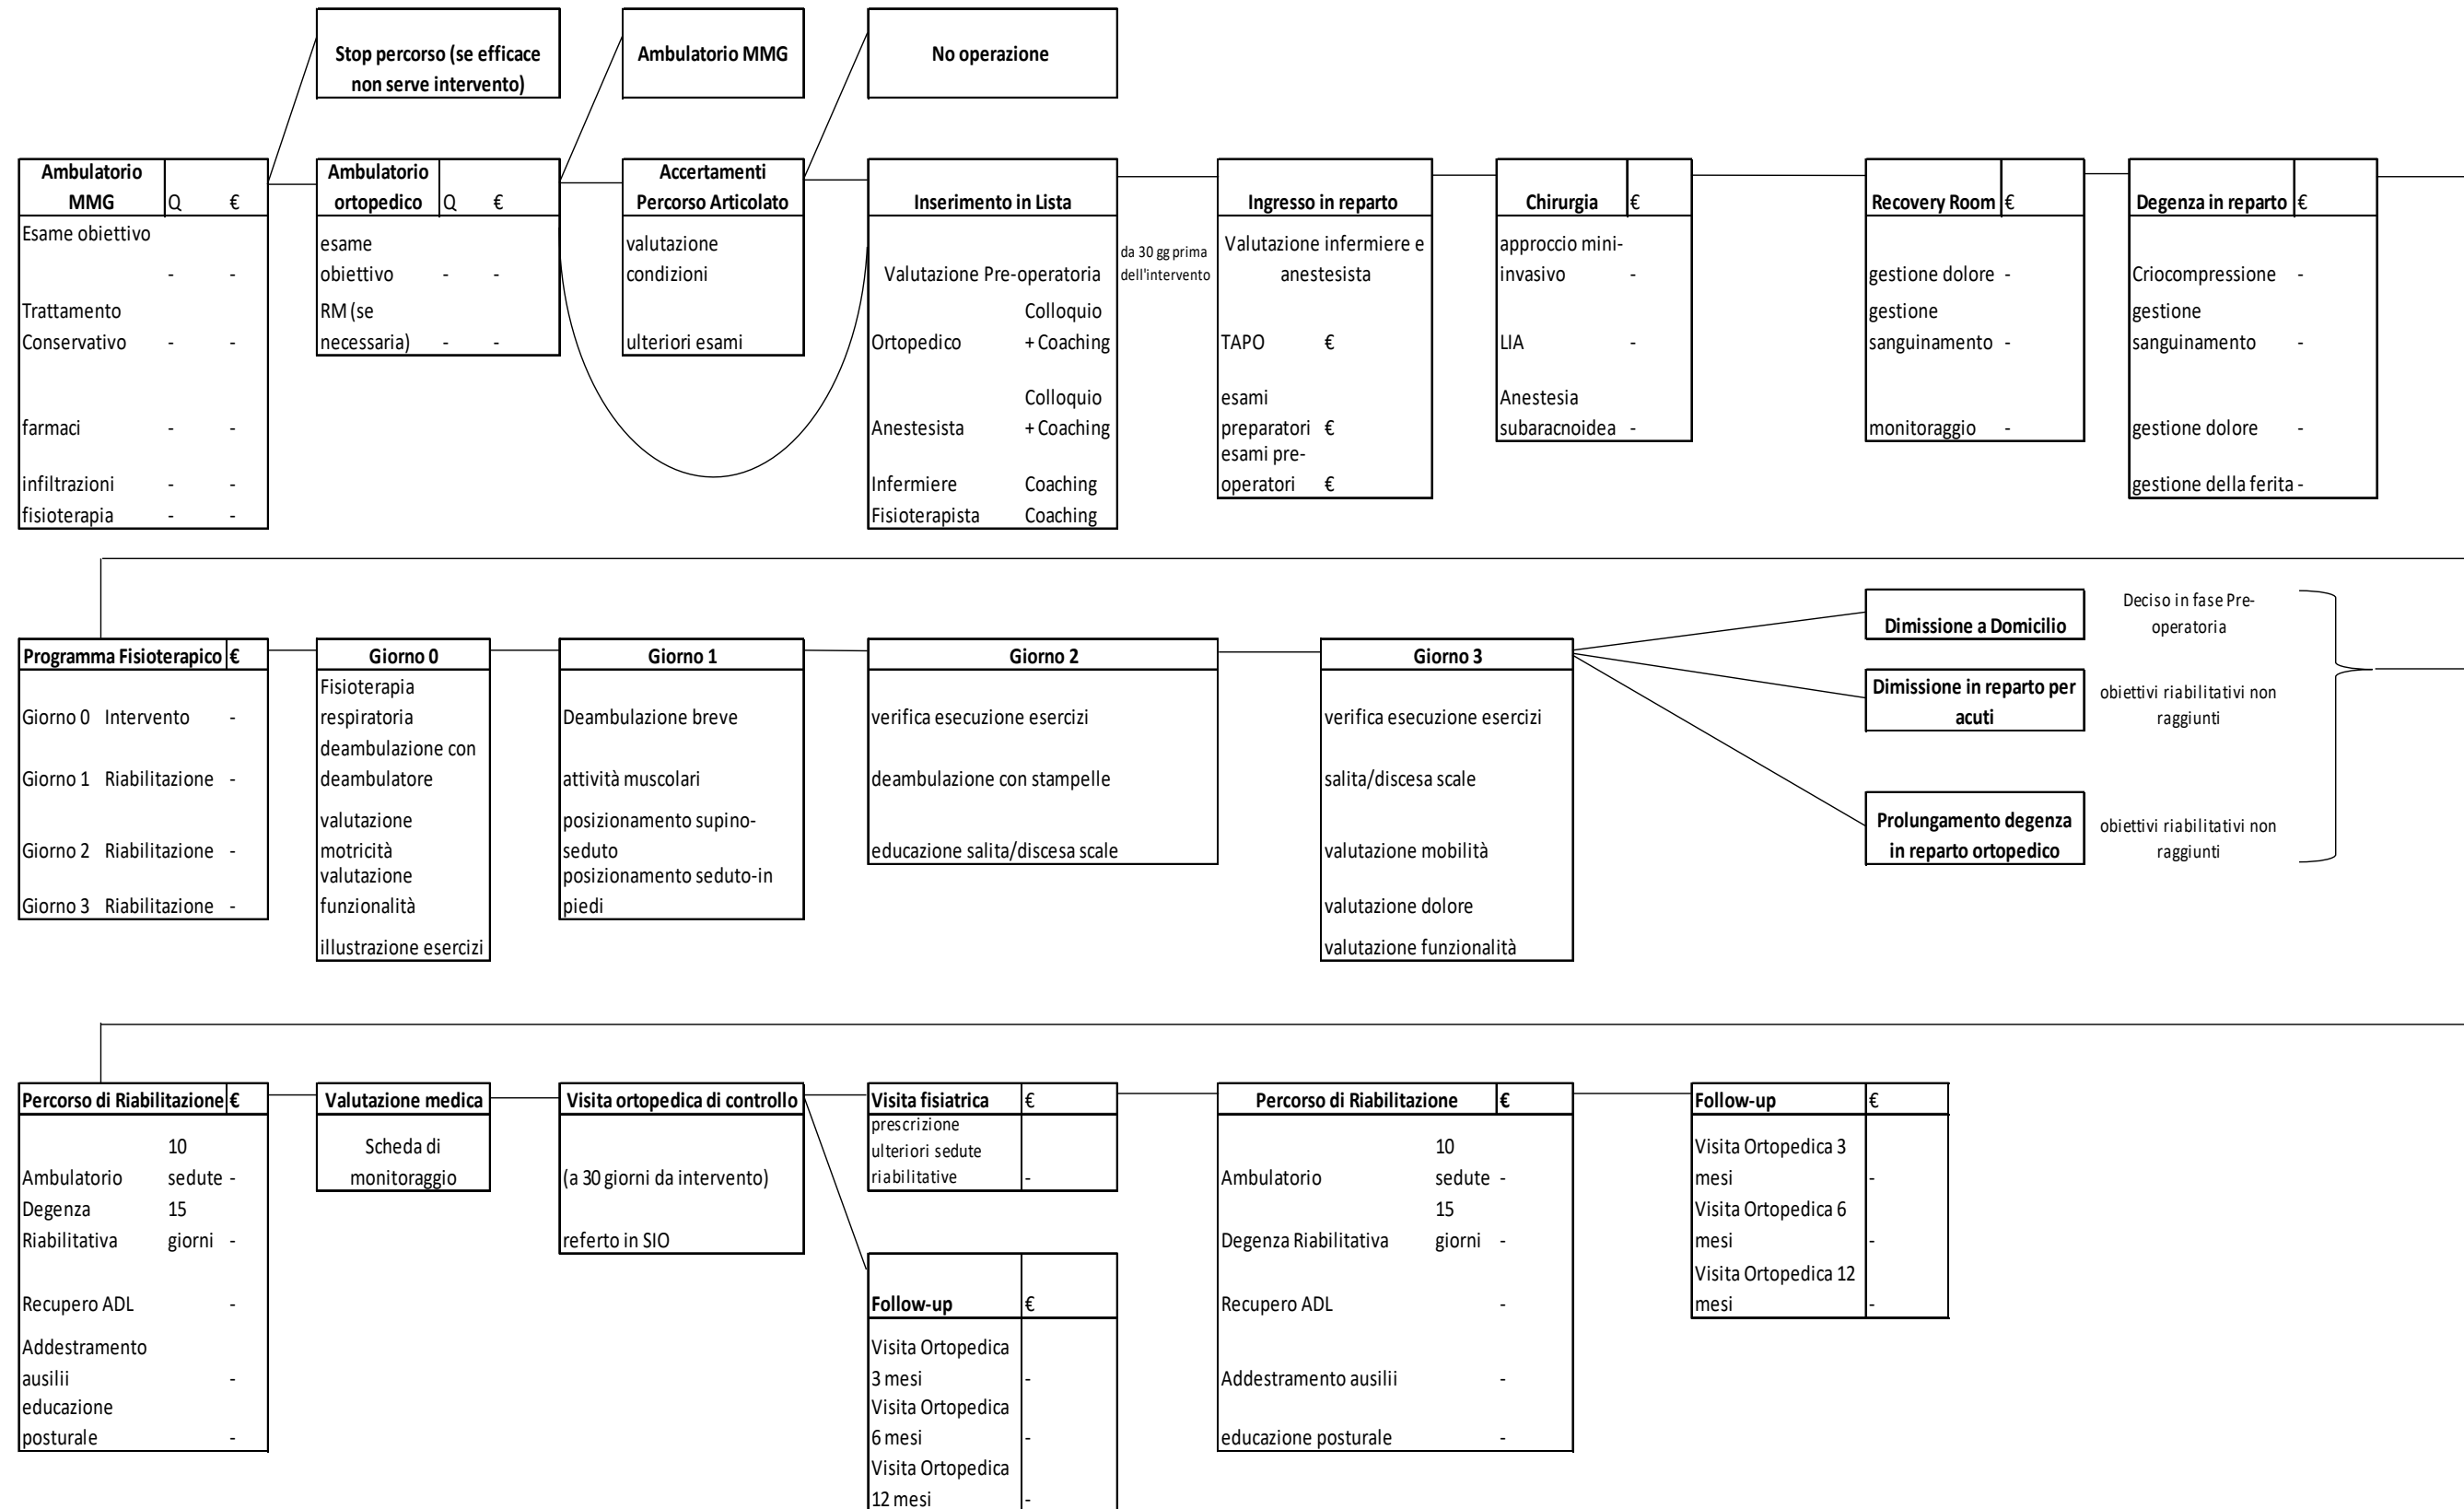 Stop percorso (se efficace
non serve intervento)
Ambulatorio MMG
No operazione
Ambulatorio
MMG Q €
Esame obiettivo
- -
Trattamento
Conservativo - -
farmaci - -
infiltrazioni - -
fisioterapia - -
Ambulatorio
ortopedico Q €
esame
obiettivo - -
RM (se
necessaria) - -
Accertamenti
Percorso Articolato
valutazione
condizioni
ulteriori esami
Inserimento in Lista
Valutazione Pre-operatoria
Colloquio
Ortopedico + Coaching
Colloquio
Anestesista + Coaching
Infermiere Coaching
Fisioterapista Coaching
da 30 gg prima
dell'intervento
Ingresso in reparto
Valutazione infermiere e
anestesista
TAPO €
esami
preparatori €
esami pre-
operatori €
Chirurgia €
approccio mini-
invasivo -
LIA -
Anestesia
subaracnoidea -
Recovery Room €
gestione dolore -
gestione
sanguinamento -
monitoraggio -
Degenza in reparto €
Criocompressione -
gestione
sanguinamento -
gestione dolore -
gestione della ferita -
Programma Fisioterapico €
Giorno 0 Intervento -
Giorno 1 Riabilitazione -
Giorno 2 Riabilitazione -
Giorno 3 Riabilitazione -
Giorno 0
Fisioterapia
respiratoria
deambulazione con
deambulatore
valutazione
motricità
valutazione
funzionalità
illustrazione esercizi
Giorno 1
Deambulazione breve
attività muscolari
posizionamento supino-
seduto
posizionamento seduto-in
piedi
Giorno 2
verifica esecuzione esercizi
deambulazione con stampelle
educazione salita/discesa scale
Giorno 3
verifica esecuzione esercizi
salita/discesa scale
valutazione mobilità
valutazione dolore
valutazione funzionalità
Dimissione a Domicilio
Deciso in fase Pre-
operatoria
Dimissione in reparto per
acuti
obiettivi riabilitativi non
raggiunti
Prolungamento degenza
in reparto ortopedico
obiettivi riabilitativi non
raggiunti
Percorso di Riabilitazione €
10
Ambulatorio sedute -
Degenza 15
Riabilitativa giorni -
Recupero ADL -
Addestramento
ausilii -
educazione
posturale -
Valutazione medica
Scheda di
monitoraggio
Visita ortopedica di controllo
(a 30 giorni da intervento)
referto in SIO
Visita fisiatrica €
prescrizione
ulteriori sedute
riabilitative -
Follow-up €
Visita Ortopedica
3 mesi -
Visita Ortopedica
6 mesi -
Visita Ortopedica
12 mesi -
Percorso di Riabilitazione €
10
Ambulatorio sedute -
15
Degenza Riabilitativa giorni -
Recupero ADL -
Addestramento ausilii -
educazione posturale -
Follow-up €
Visita Ortopedica 3
mesi -
Visita Ortopedica 6
mesi -
Visita Ortopedica 12
mesi -